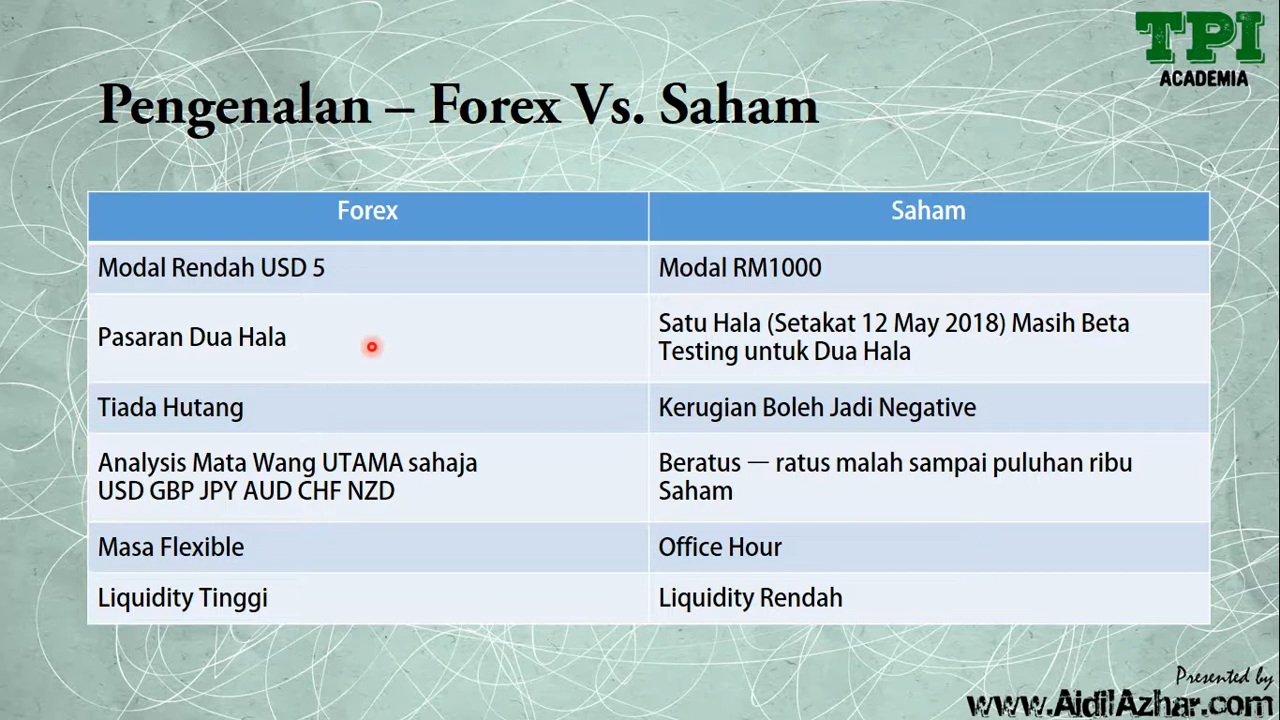 TPI
ACADEMIA
Pengenalan – Forex Vs. Saham
Forex
Saham
Modal Rendah USD 5
Modal RM1000
Pasaran Dua Hala
Satu Hala (Setakat 12 May 2018) Masih Beta
Testing untuk Dua Hala
Tiada Hutang
Kerugian Boleh Jadi Negative
Analysis Mata Wang UTAMA sahaja
USD GBP JPY AUD CHF NZD
Beratus — ratus malah sampai puluhan ribu
Saham
Masa Flexible
Office Hour
Liquidity Tinggi
Liquidity Rendah
Presented by
www.AidilAzhar.com